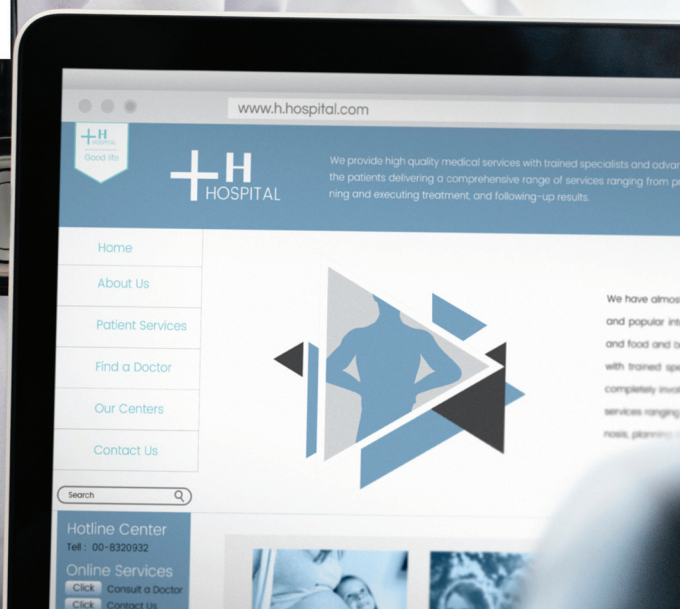 www.h.hospital.com
H
HOSPITAL
Good life
H
HOSPITAL
We provide high quality medical services with trained specialists and
the patients delivering a comprehensive range of services ranging from
ning and executing treatment, and following-up results.
Home
About Us
Patient Services
Find a Doctor
Our Centers
Contact Us
We have almos
and popular
and food and
with trained
completely
services ranging
nosis, planning
Search
Hotline Center
Tell : 00-8320932
Online Services
Click Consult a Doctor
Click Contact Us